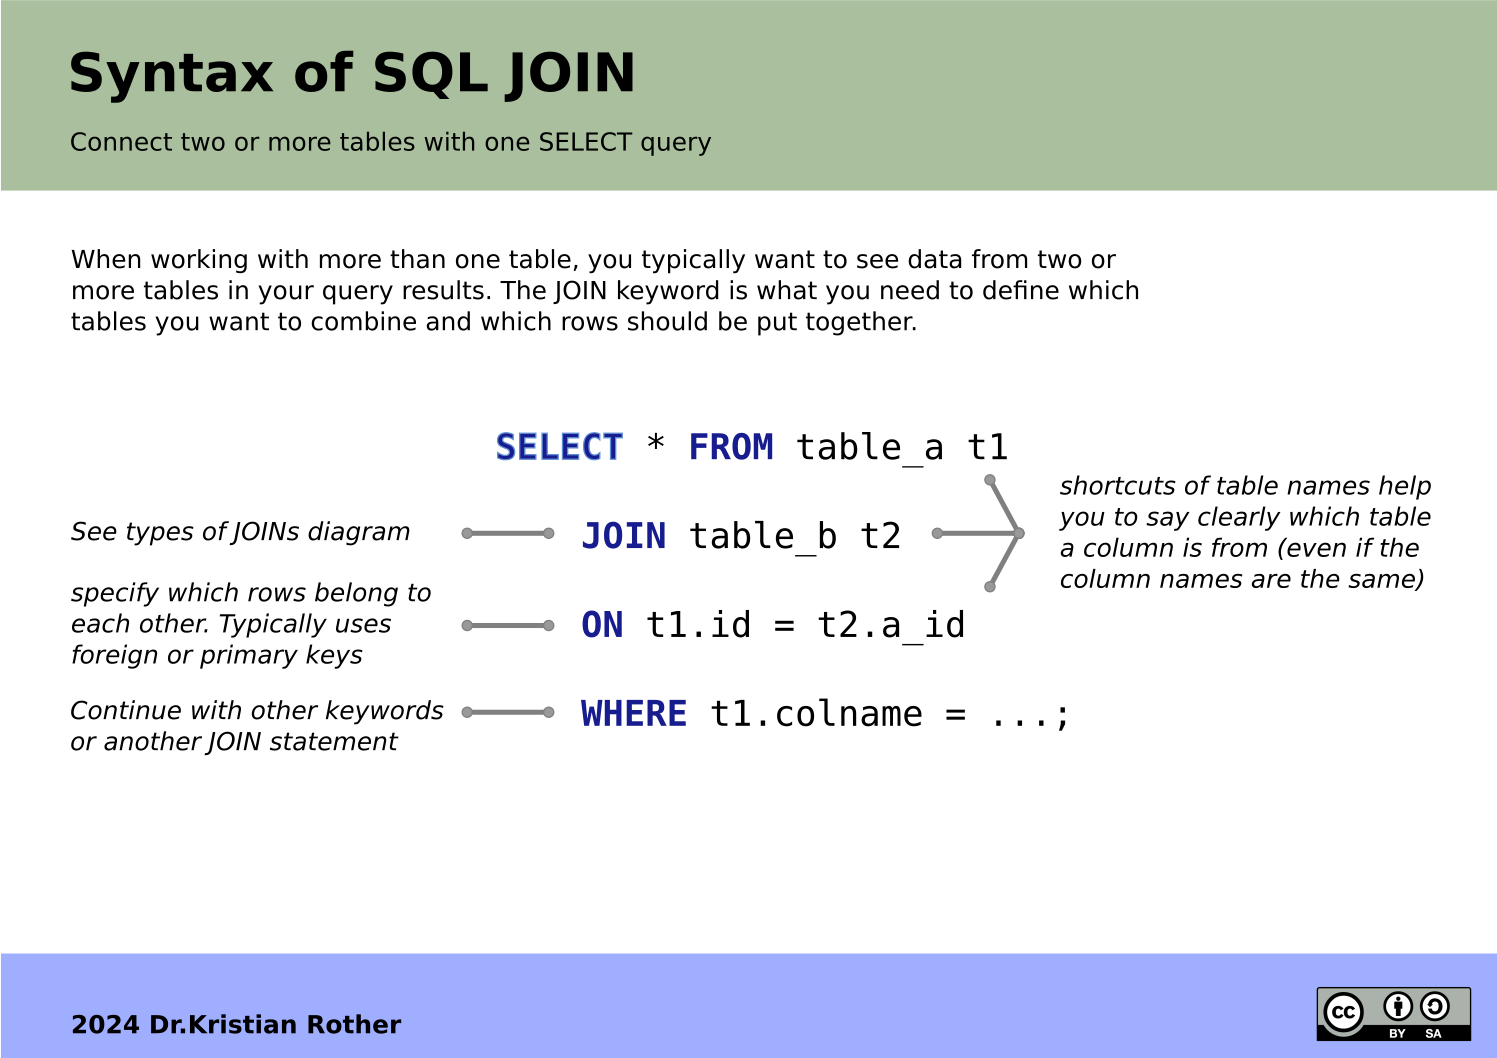 Syntax of SQL JOIN
Connect two or more tables with one SELECT query
When working with more than one table, you typically want to see data from two or
more tables in your query results. The JOIN keyword is what you need to define which
tables you want to combine and which rows should be put together.
SELECT * FROM table_a t1
shortcuts of table names help
you to say clearly which table
a column is from (even if the
column names are the same)
See types of JOINs diagram
JOIN table_b t2
specify which rows belong to
each other. Typically uses
foreign or primary keys
ON t1.id = t2.a_id
Continue with other keywords
or another JOIN statement
WHERE t1.colname = ...;
2024 Dr.Kristian Rother
cc
BY SA